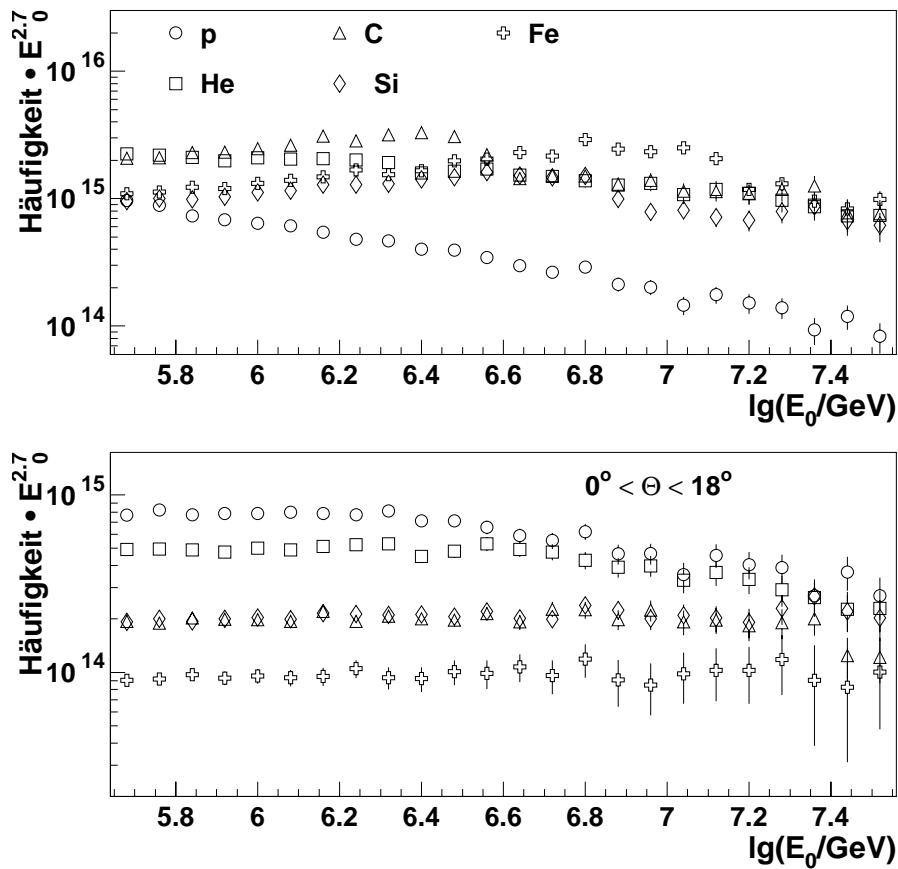 Häufigkeit • E₀^2.7
p C Fe
He Si
10^16
10^15
10^14
5.8 6 6.2 6.4 6.6 6.8 7 7.2 7.4
lg(E₀/GeV)
Häufigkeit • E₀^2.7
0° < Θ < 18°
10^15
10^14
5.8 6 6.2 6.4 6.6 6.8 7 7.2 7.4
lg(E₀/GeV)